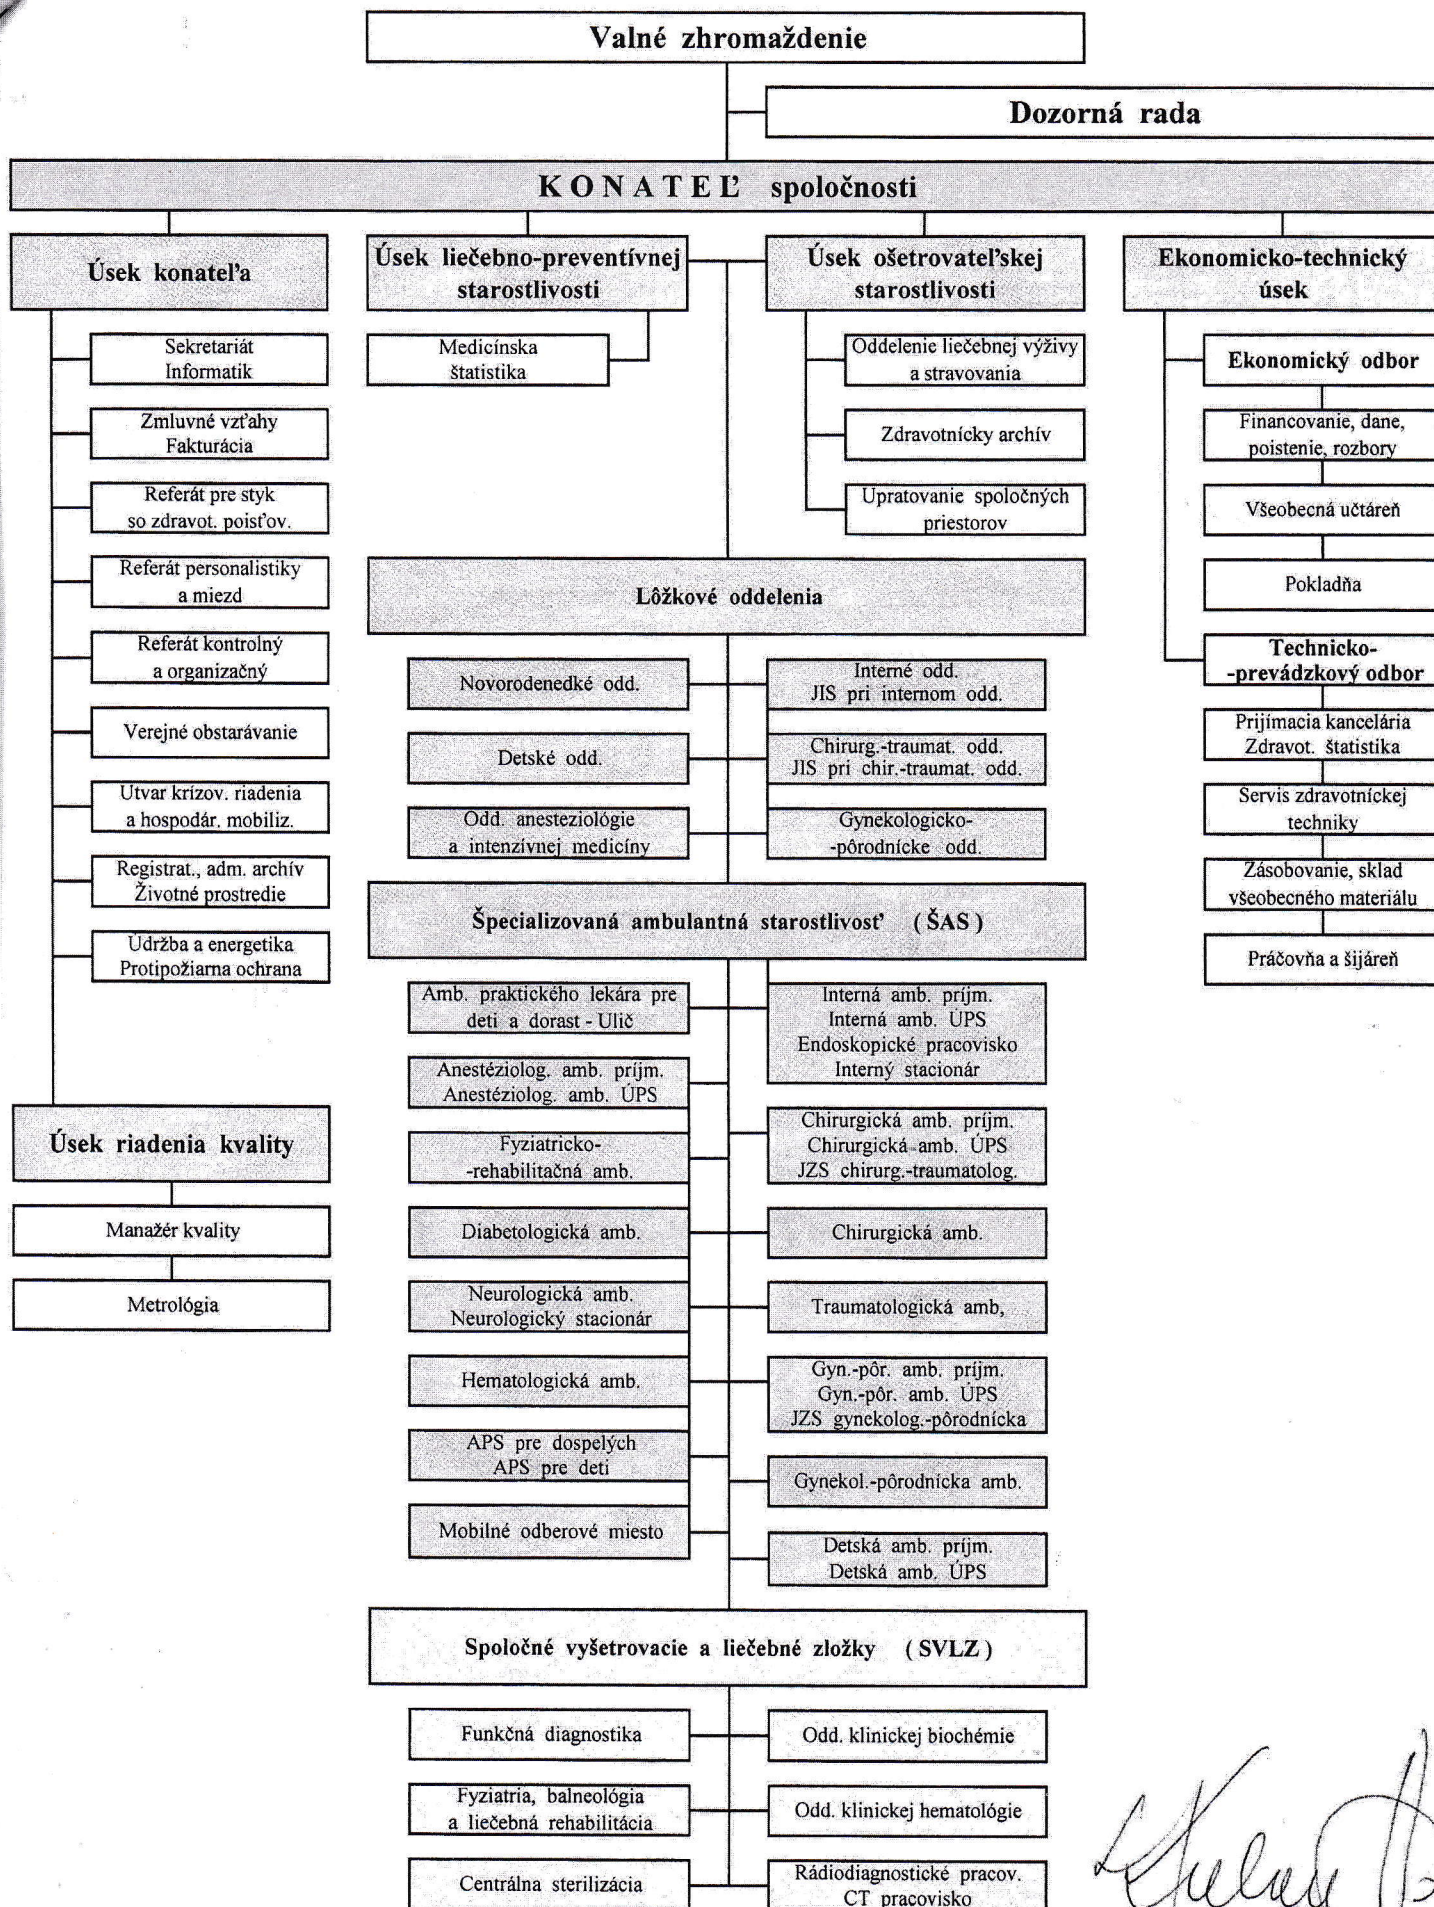 Valné zhromaždenie
Dozorná rada
KONATEĽ spoločnosti
Úsek konateľa
Sekretariát
Informatik
Zmluvné vzťahy
Fakturácia
Referát pre styk
so zdravot. poisťov.
Referát personalistiky
a miezd
Referát kontrolný
a organizačný
Verejné obstarávanie
Utvar krízov. riadenia
a hospodár. mobiliz.
Registrat., adm. archív
Životné prostredie
Udržba a energetika
Protipožiarna ochrana
Úsek riadenia kvality
Manažér kvality
Metrológia
Úsek liečebno-preventívnej
starostlivosti
Medicínska
štatistika
Úsek ošetrovateľskej
starostlivosti
Oddelenie liečebnej výživy
a stravovania
Zdravotnícky archív
Upratovanie spoločných
priestorov
Ekonomicko-technický
úsek
Ekonomický odbor
Financovanie, dane,
poistenie, rozbory
Všeobecná učtáreň
Pokladňa
Technicko-
-prevádzkový odbor
Prijímacia kancelária
Zdravot. štatistika
Servis zdravotníckej
techniky
Zásobovanie, sklad
všeobecného materiálu
Práčovňa a šijáreň
Lôžkové oddelenia
Novorodenedké odd.
Detské odd.
Odd. anesteziológie
a intenzívnej medicíny
Interné odd.
JIS pri internom odd.
Chirurg.-traumat. odd.
JIS pri chir.-traumat. odd.
Gynekologicko-
-pôrodnícke odd.
Špecializovaná ambulantná starostlivosť ( ŠAS )
Amb. praktického lekára pre
deti a dorast - Ulič
Anestéziolog. amb. príjm.
Anestéziolog. amb. ÚPS
Fyziatricko-
-rehabilitačná amb.
Diabetologická amb.
Neurologická amb.
Neurologický stacionár
Hematologická amb.
APS pre dospelých
APS pre deti
Mobilné odberové miesto
Interná amb. príjm.
Interná amb. ÚPS
Endoskopické pracovisko
Interný stacionár
Chirurgická amb. príjm.
Chirurgická amb. ÚPS
JZS chirurg.-traumatolog.
Chirurgická amb.
Traumatologická amb,
Gyn.-pôr. amb. príjm.
Gyn.-pôr. amb. ÚPS
JZS gynekolog.-pôrodnícka
Gynekol.-pôrodnícka amb.
Detská amb. príjm.
Detská amb. ÚPS
Spoločné vyšetrovacie a liečebné zložky ( SVLZ )
Funkčná diagnostika
Fyziatria, balneológia
a liečebná rehabilitácia
Centrálna sterilizácia
Odd. klinickej biochémie
Odd. klinickej hematológie
Rádiodiagnostické pracov.
CT pracovisko